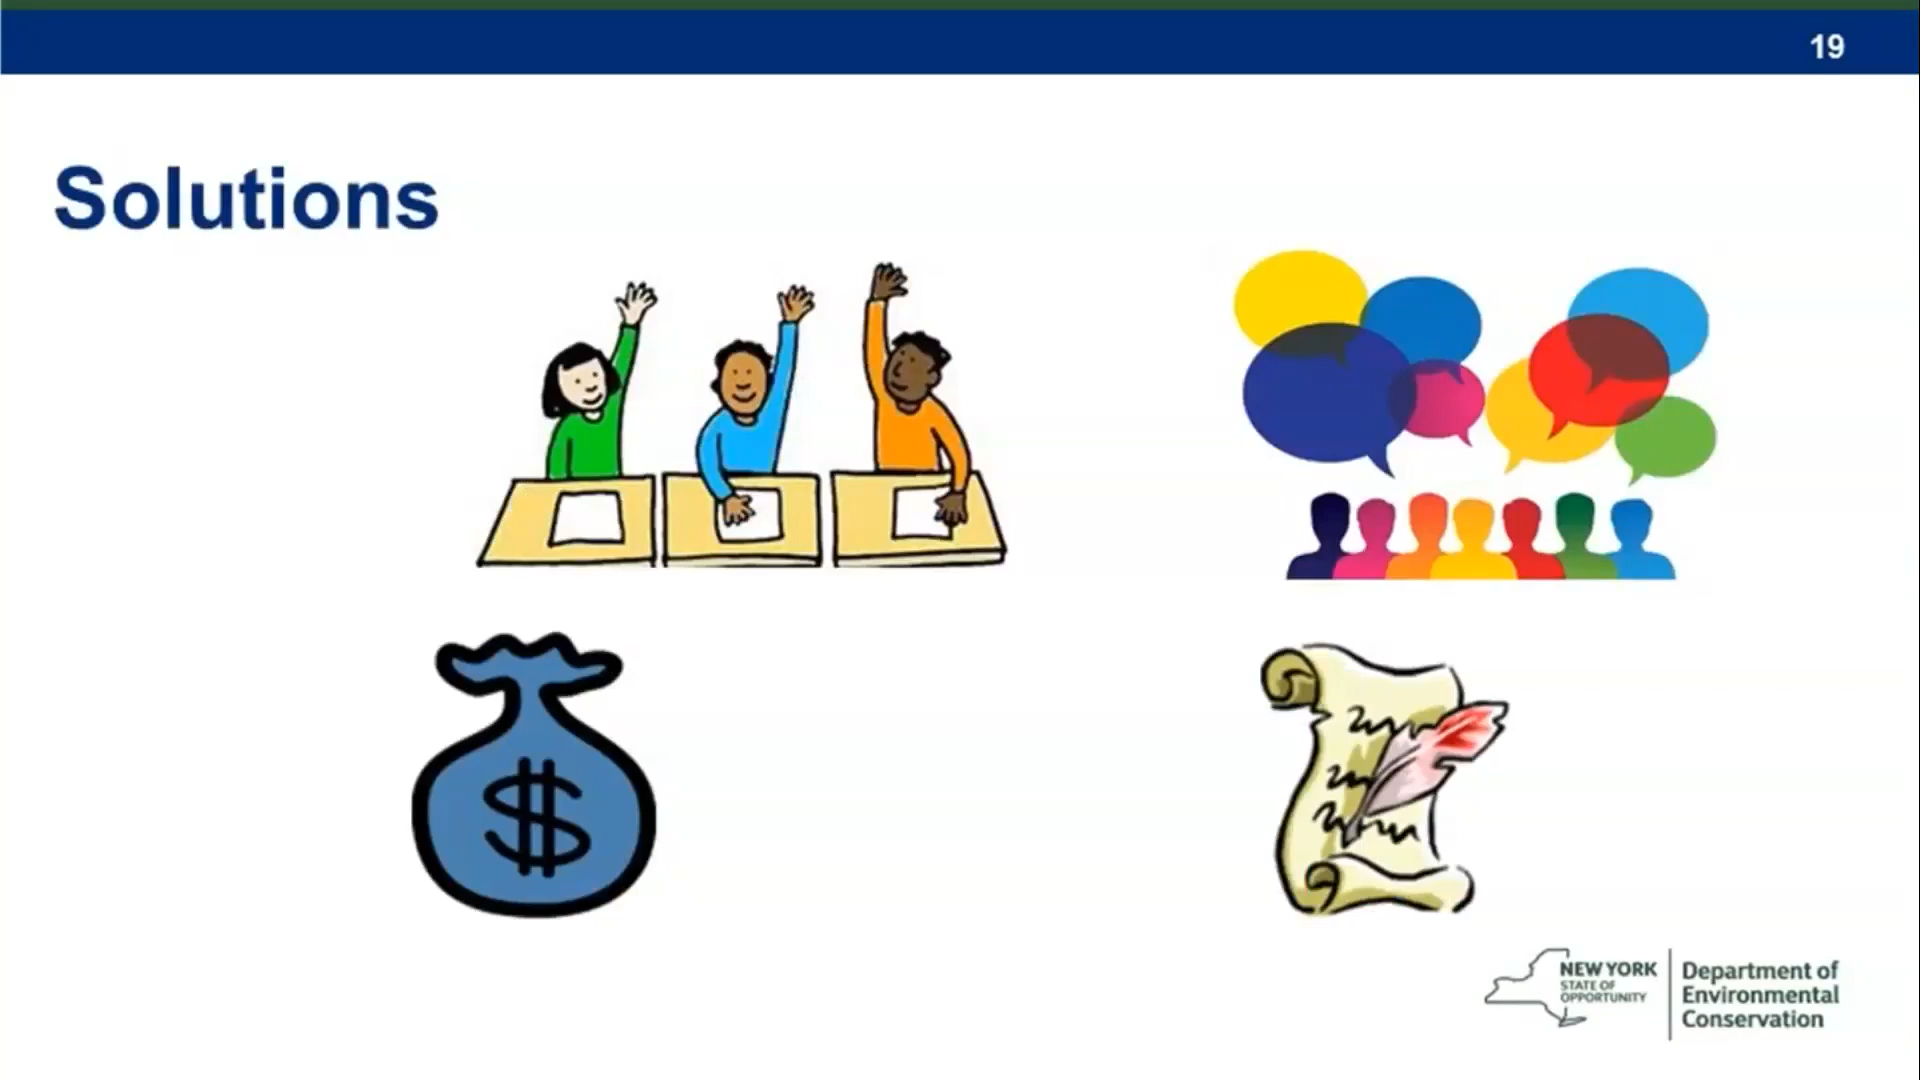 19
Solutions
$
NEW YORK
STATE OF
OPPORTUNITY
Department of
Environmental
Conservation